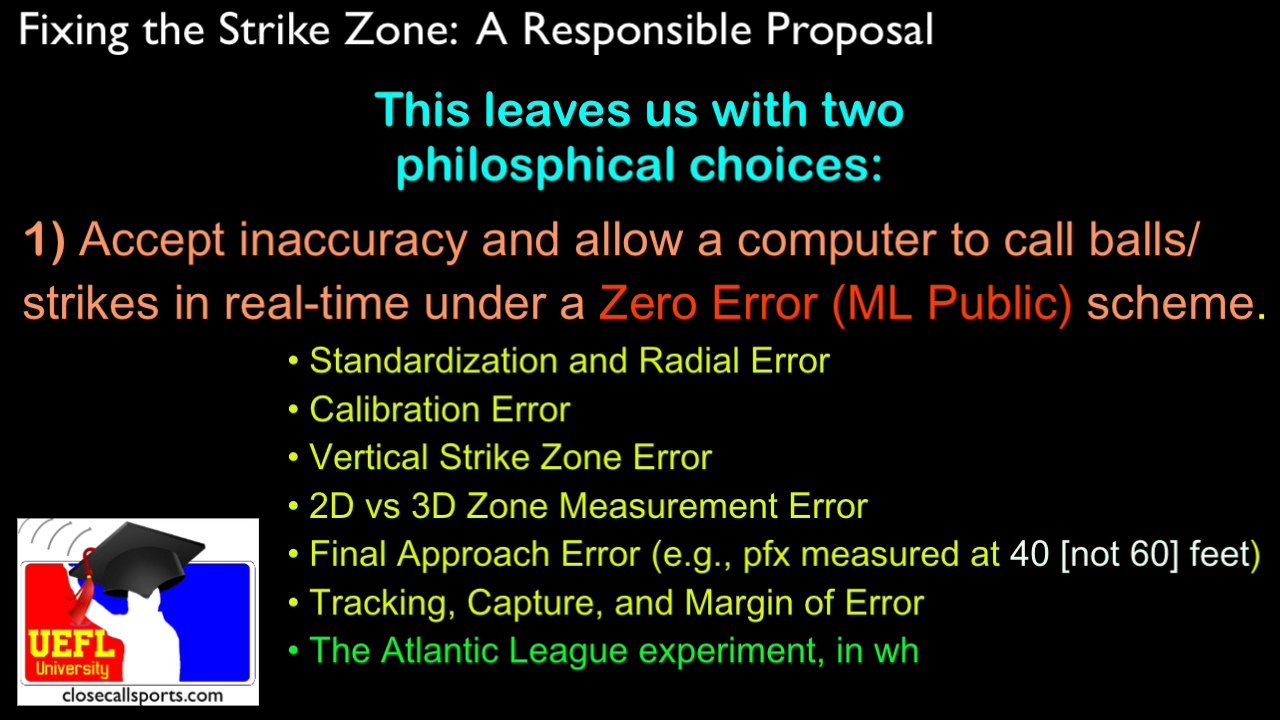 Fixing the Strike Zone: A Responsible Proposal
This leaves us with two
philosphical choices:
1) Accept inaccuracy and allow a computer to call balls/
strikes in real-time under a Zero Error (ML Public) scheme.
• Standardization and Radial Error
• Calibration Error
• Vertical Strike Zone Error
• 2D vs 3D Zone Measurement Error
• Final Approach Error (e.g., pfx measured at 40 [not 60] feet)
• Tracking, Capture, and Margin of Error
• The Atlantic League experiment, in wh
UEFL
University
closecallsports.com